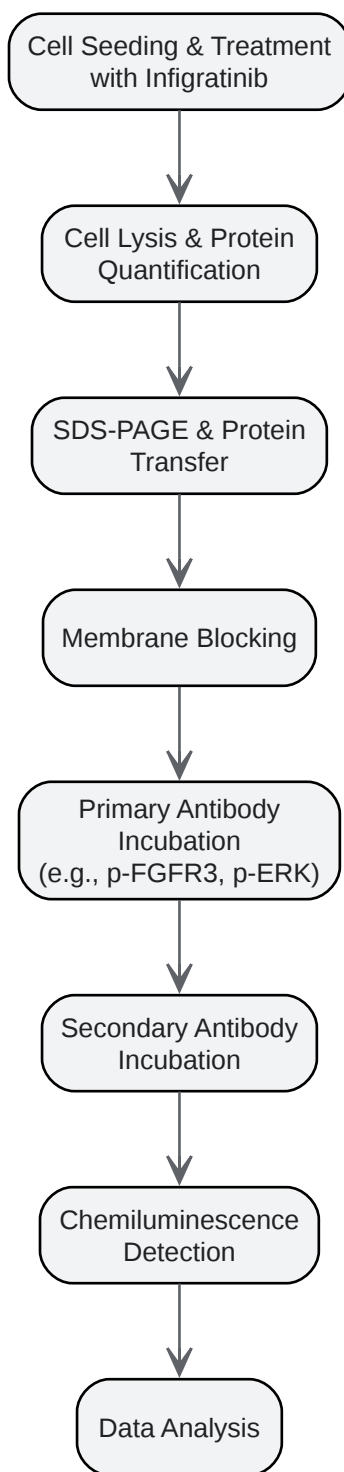 Cell Seeding & Treatment
with Infigratinib
Cell Lysis & Protein
Quantification
SDS-PAGE & Protein
Transfer
Membrane Blocking
Primary Antibody
Incubation
(e.g., p-FGFR3, p-ERK)
Secondary Antibody
Incubation
Chemiluminescence
Detection
Data Analysis